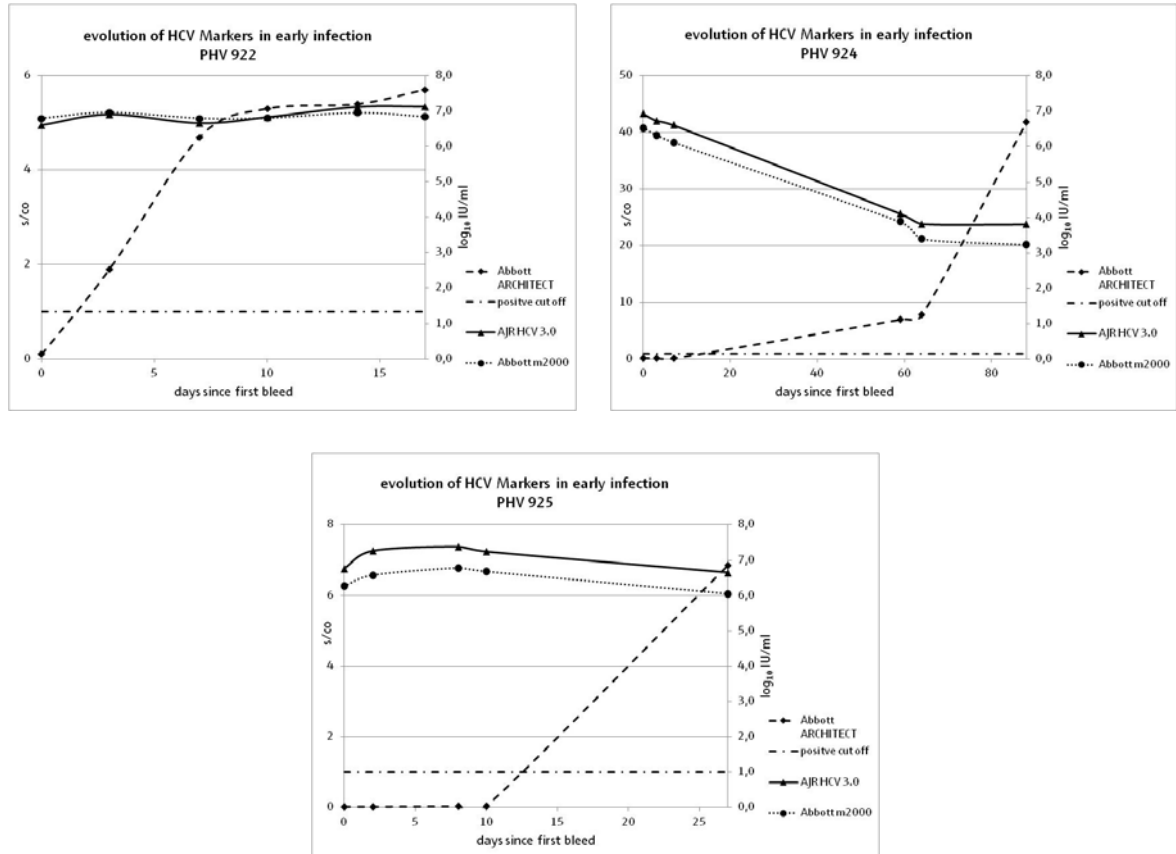 evolution of HCV Markers in early infection
PHV 922
6
4
2
0
s/co
8,0
7,0
6,0
5,0
4,0
3,0
2,0
1,0
0,0
log10 IU/ml
0
5
10
15
days since first bleed
Abbott
ARCHITECT
positve cut off
AJR HCV 3.0
Abbott m2000
evolution of HCV Markers in early infection
PHV 924
50
40
30
20
10
0
s/co
8,0
7,0
6,0
5,0
4,0
3,0
2,0
1,0
0,0
log10 IU/ml
0
20
40
60
80
days since first bleed
Abbott
ARCHITECT
positve cut off
AJR HCV 3.0
Abbott m2000
evolution of HCV Markers in early infection
PHV 925
8
6
4
2
0
s/co
8,0
7,0
6,0
5,0
4,0
3,0
2,0
1,0
0,0
log10 IU/ml
0
5
10
15
20
25
days since first bleed
Abbott
ARCHITECT
positve cut off
AJR HCV 3.0
Abbott m2000